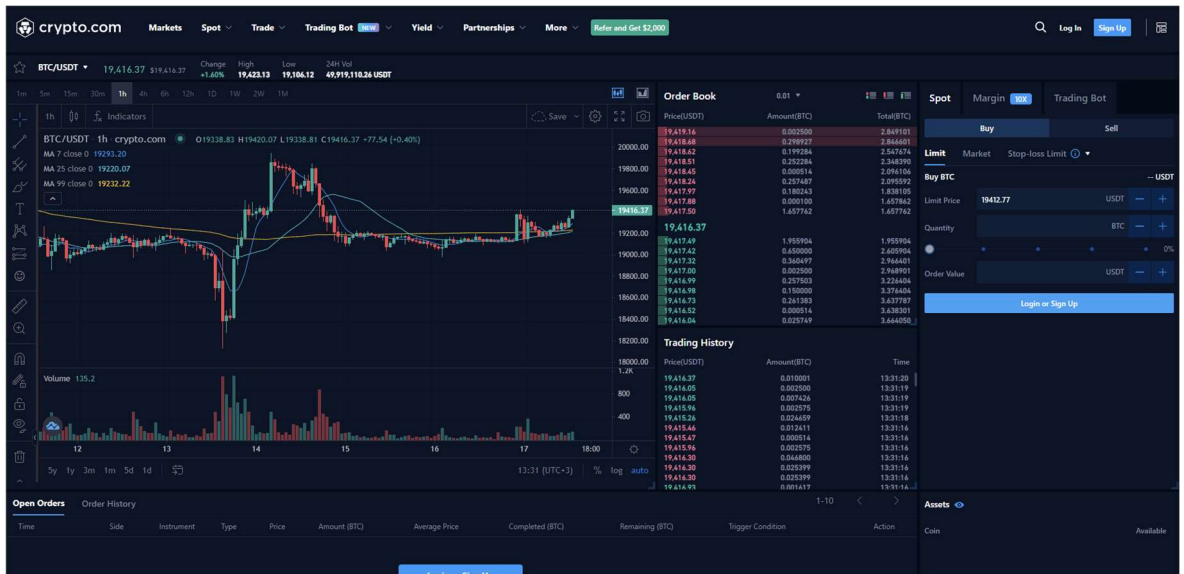 crypto.com Markets Spot Trade Trading Bot NEW Yield Partnerships More Refer and Get $2,000 Log In Sign Up
BTC/USDT 19,416.37 $19,416.37 Change +1.60% High 19,423.13 Low 19,106.12 24H Vol 49,919,110.26 USDT
1m 5m 15m 30m 1h 4h 6h 12h 1D 1W 2W 1M
1h Indicators Save
BTC/USDT · 1h · crypto.com O19338.83 H19420.07 L19338.81 C19416.37 +77.54 (+0.40%)
MA 7 close 0 19293.20
MA 25 close 0 19220.07
MA 99 close 0 19232.22
20000.00
19800.00
19600.00
19416.37
19200.00
19000.00
18800.00
18600.00
18400.00
18200.00
18000.00
Volume 135.2
1.2K
800
400
12 13 14 15 16 17 18:00
5y 1y 3m 1m 5d 1d 13:31 (UTC+3) % log auto
Order Book 0.01
Price(USDT) Amount(BTC) Total(BTC)
19,419.16 0.002500 2.849101
19,418.68 0.298927 2.846601
19,418.62 0.199284 2.547674
19,418.51 0.252284 2.348390
19,418.45 0.000514 2.096106
19,418.24 0.257487 2.095592
19,417.97 0.180243 1.838105
19,417.88 0.000100 1.657862
19,417.50 1.657762 1.657762
19,416.37
19,417.49 1.955904 1.955904
19,417.42 0.650000 2.605904
19,417.32 0.360497 2.966401
19,417.00 0.002500 2.968901
19,416.99 0.257503 3.226404
19,416.98 0.150000 3.376404
19,416.73 0.261383 3.637787
19,416.52 0.000514 3.638301
19,416.04 0.025749 3.664050
Trading History
Price(USDT) Amount(BTC) Time
19,416.37 0.010001 13:31:20
19,416.05 0.002500 13:31:19
19,416.05 0.007426 13:31:19
19,415.96 0.002575 13:31:19
19,415.26 0.024659 13:31:18
19,415.46 0.012411 13:31:16
19,415.47 0.000514 13:31:16
19,415.96 0.002575 13:31:16
19,416.30 0.046800 13:31:16
19,416.30 0.025399 13:31:16
19,416.30 0.025399 13:31:16
19,416.93 0.001617 13:31:16
Spot Margin 10X Trading Bot
Buy Sell
Limit Market Stop-loss Limit
Buy BTC -- USDT
Limit Price 19412.77 USDT
Quantity BTC
0%
Order Value USDT
Login or Sign Up
Open Orders Order History 1-10
Time Side Instrument Type Price Amount (BTC) Average Price Completed (BTC) Remaining (BTC) Trigger Condition Action
Assets
Coin Available